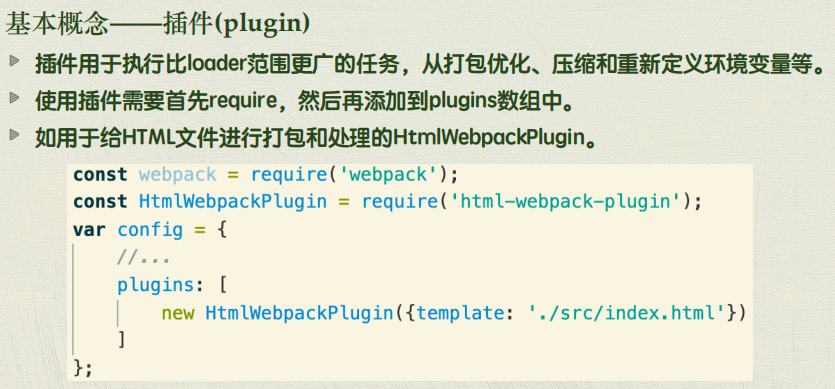 基本概念——插件(plugin)
插件用于执行比loader范围更广的任务，从打包优化、压缩和重新定义环境变量等。
使用插件需要首先require，然后再添加到plugins数组中。
如用于给HTML文件进行打包和处理的HtmlWebpackPlugin。
const webpack = require('webpack');
const HtmlWebpackPlugin = require('html-webpack-plugin');
var config = {
    //...
    plugins: [
        new HtmlWebpackPlugin({template: './src/index.html'})
    ]
};